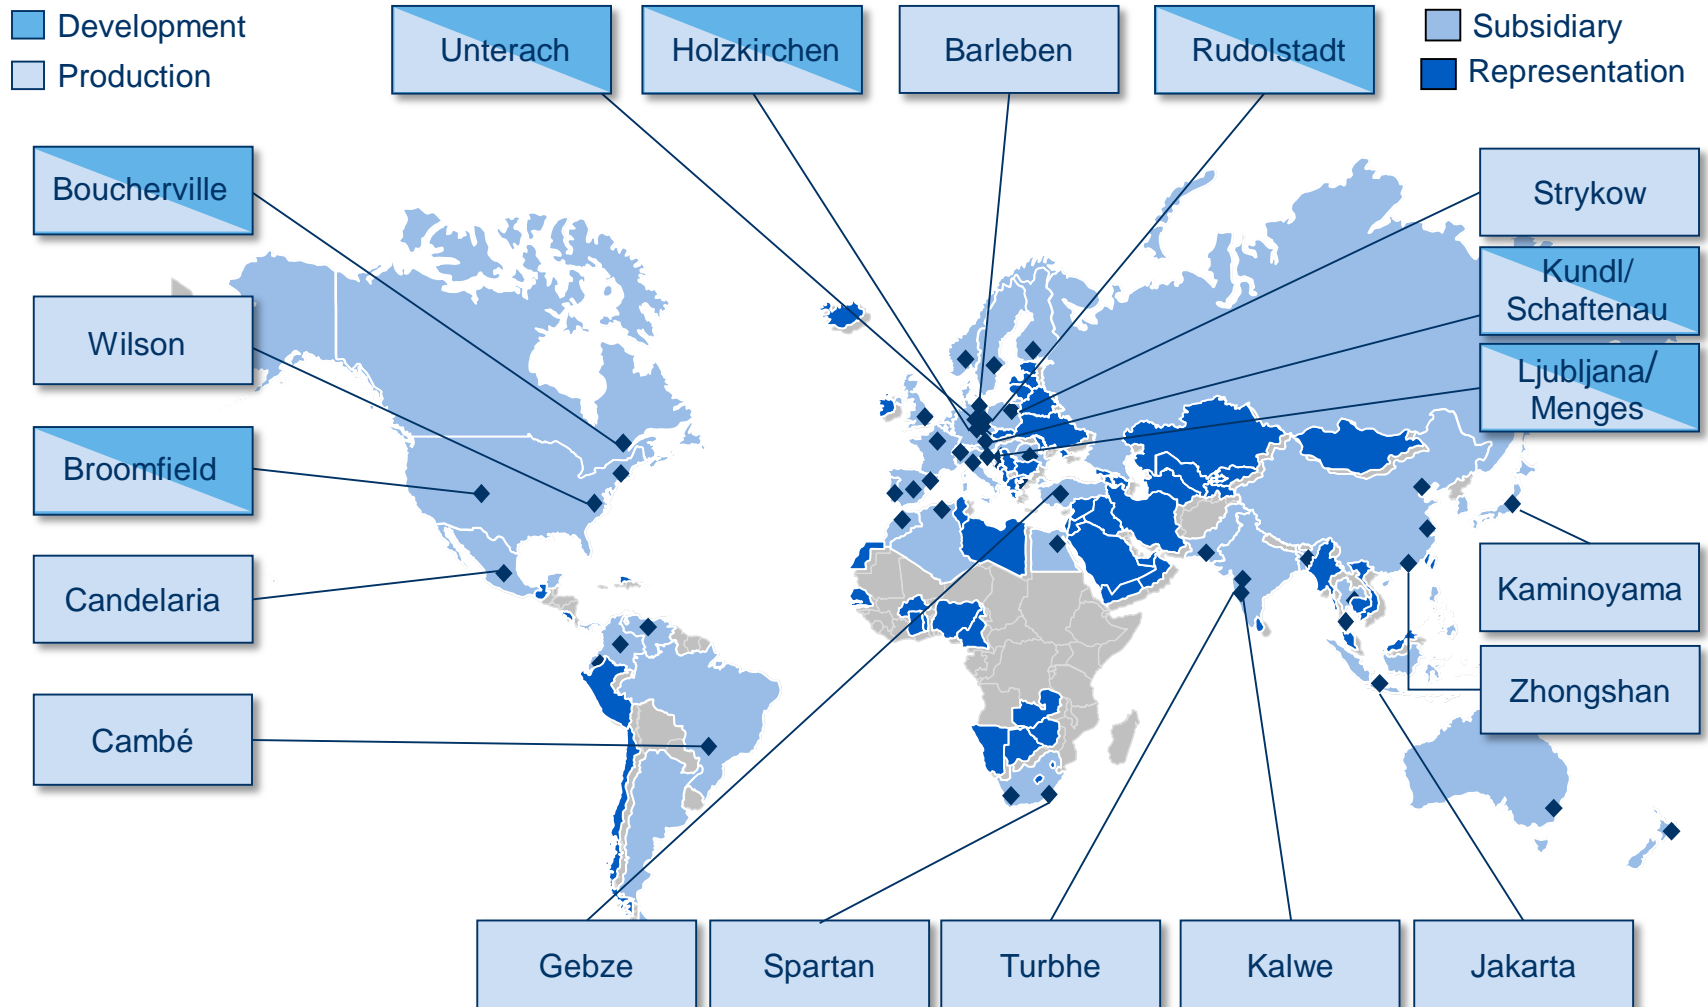 Development
Production
Unterach
Holzkirchen
Barleben
Rudolstadt
Subsidiary
Representation
Boucherville
Wilson
Broomfield
Candelaria
Cambé
Strykow
Kundl/
Schaftenau
Ljubljana/
Menges
Kaminoyama
Zhongshan
Gebze
Spartan
Turbhe
Kalwe
Jakarta